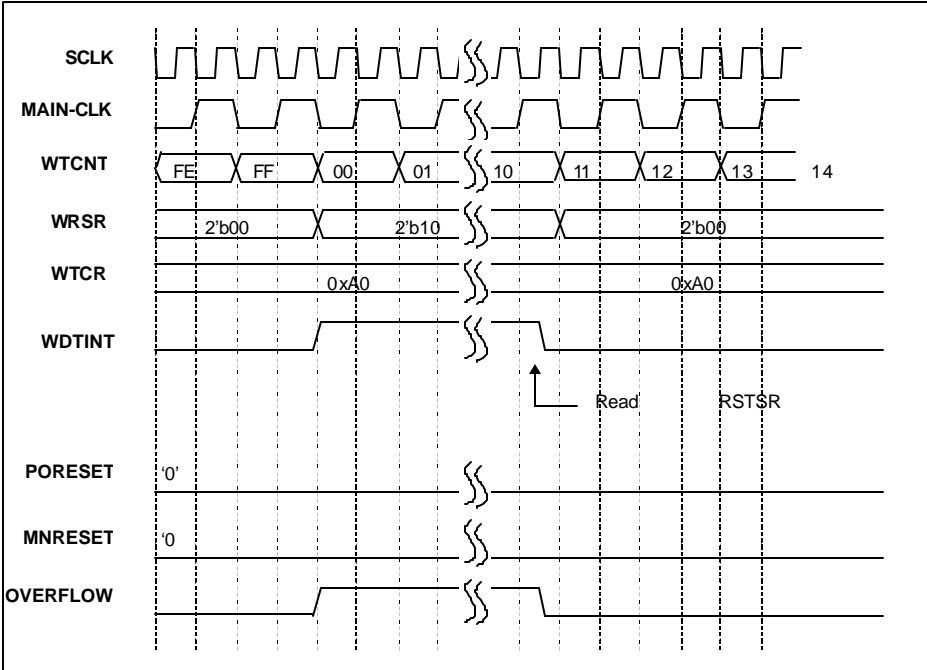 SCLK
MAIN-CLK
WTCNT FE FF 00 01 10 11 12 13 14
WRSR 2'b00 2'b10 2'b00
WTCR 0xA0 0xA0
WDTINT
Read RSTSR
PORESET '0'
MNRESET '0
OVERFLOW